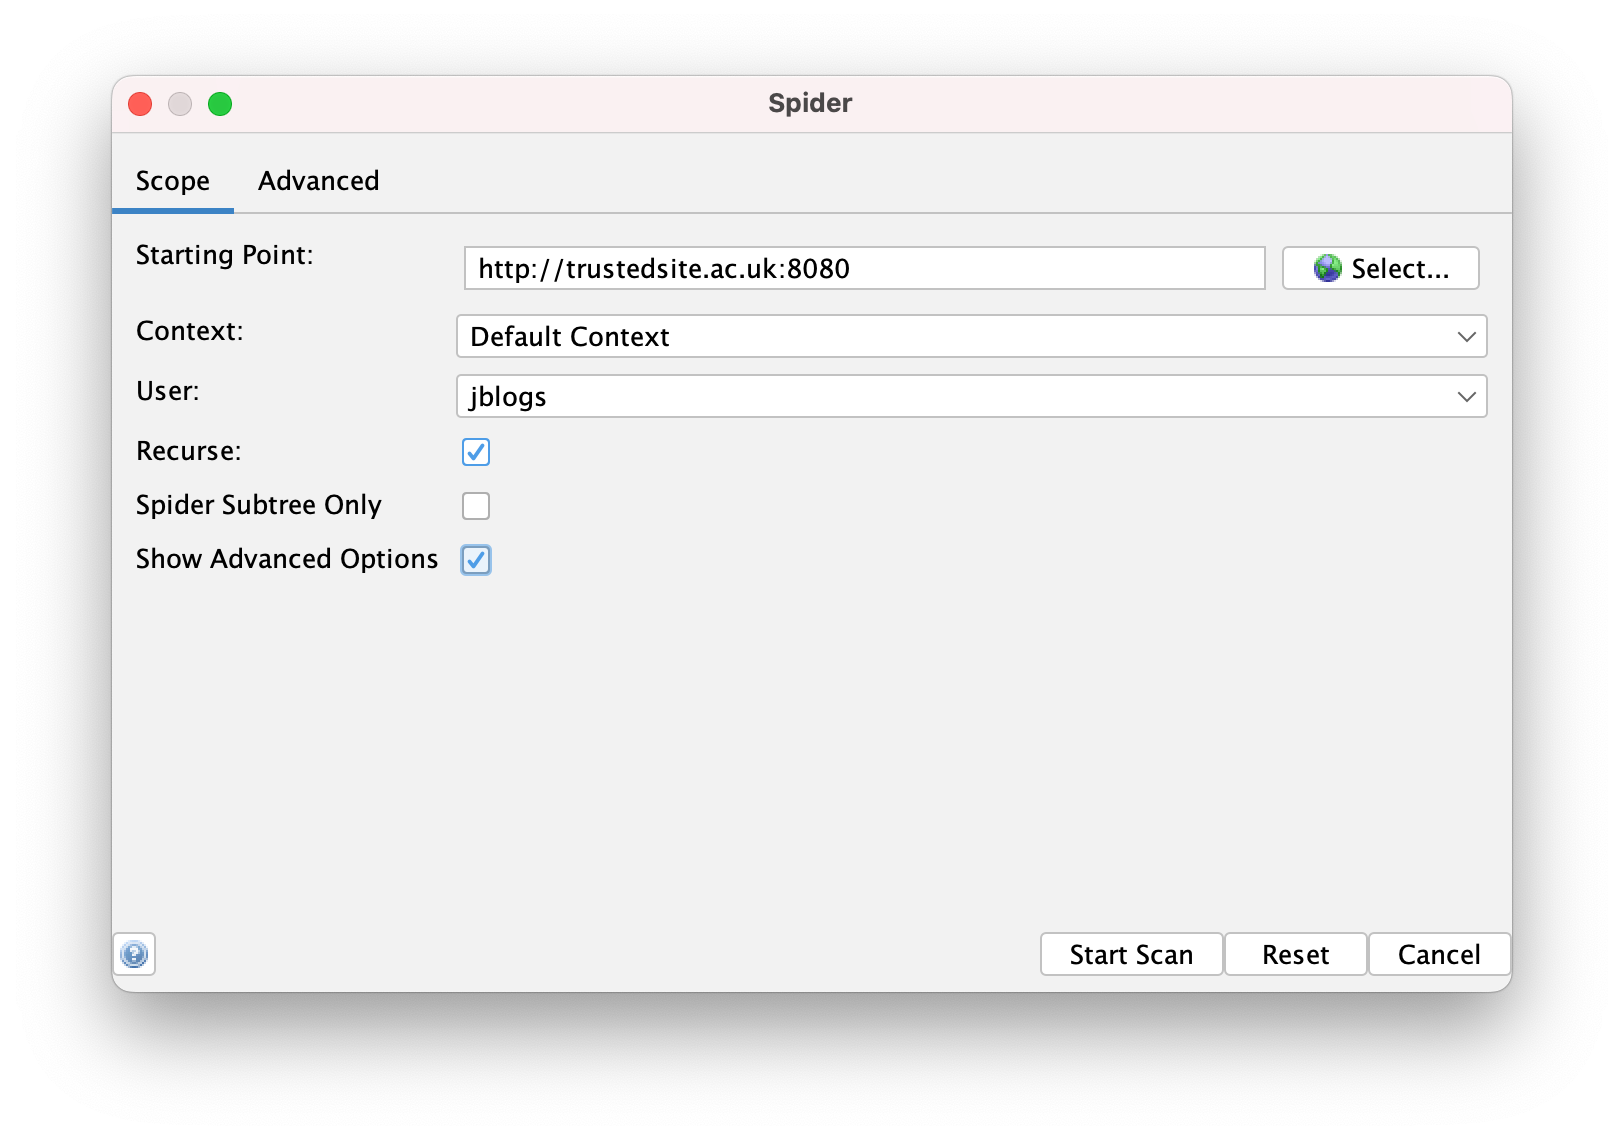 Spider
Scope Advanced
Starting Point: http://trustedsite.ac.uk:8080 Select...
Context: Default Context
User: jblogs
Recurse:
Spider Subtree Only
Show Advanced Options
? Start Scan Reset Cancel